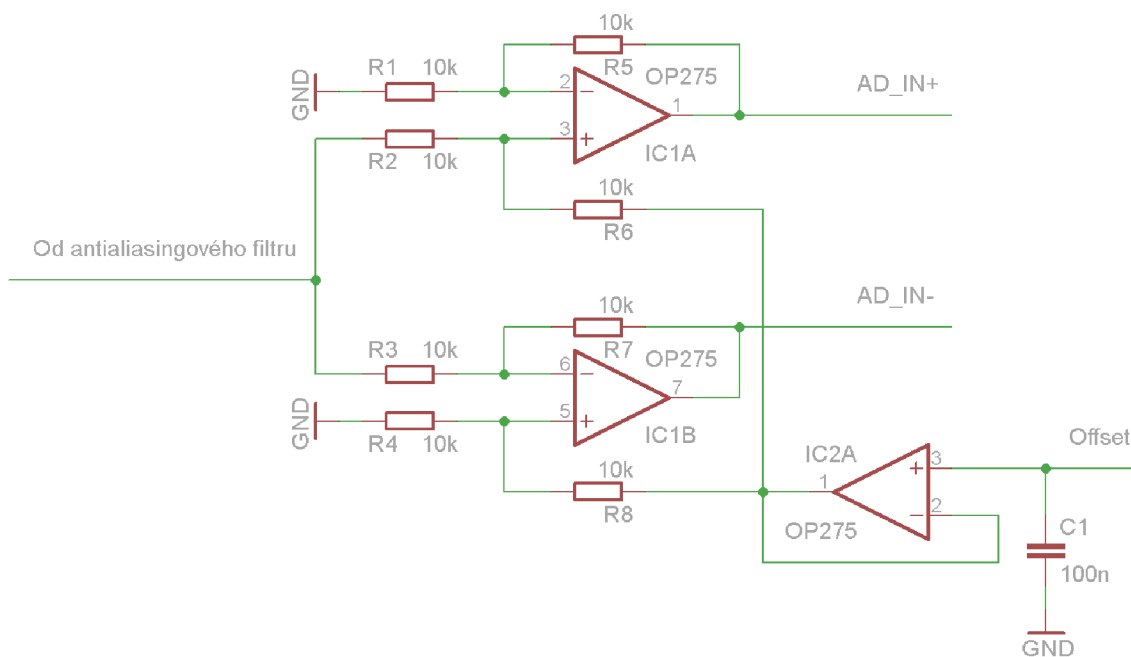 10k
R1 10k
R5 OP275
AD_IN+
GND
2
1
3
R2 10k
IC1A
10k
R6
Od antialiasingového filtru
AD_IN-
10k
R3 10k
R7 OP275
6
7
5
GND
R4 10k
IC1B
Offset
IC2A
10k
3
1
2
R8
OP275
C1
100n
GND